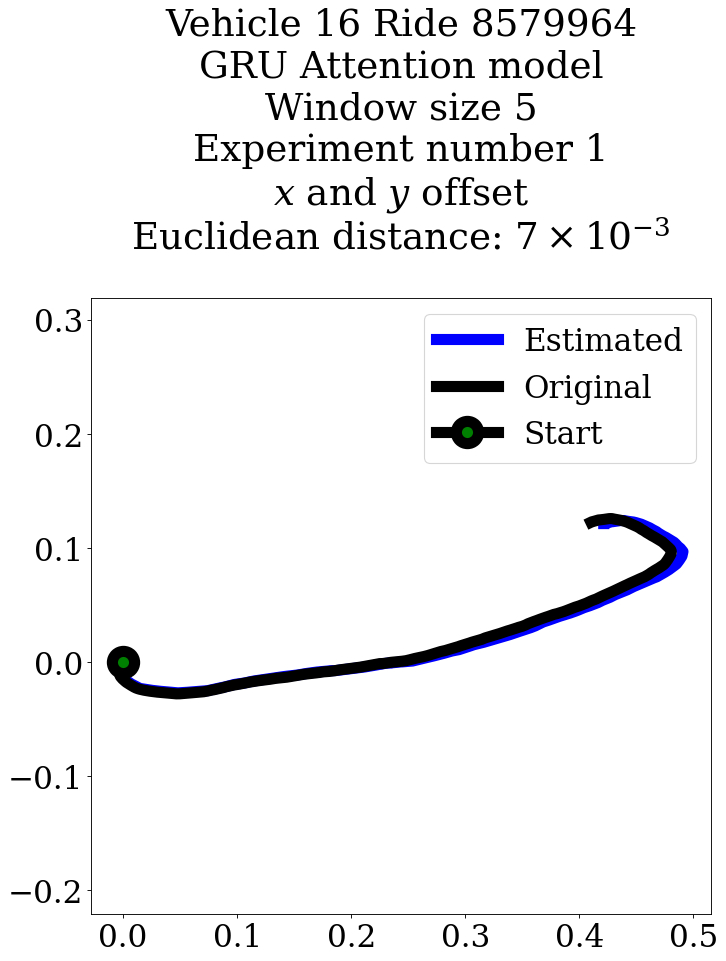 Vehicle 16 Ride 8579964
GRU Attention model
Window size 5
Experiment number 1
x and y offset
Euclidean distance: 7 × 10⁻³
0.3
0.2
0.1
0.0
−0.1
−0.2
Estimated
Original
Start
0.0 0.1 0.2 0.3 0.4 0.5